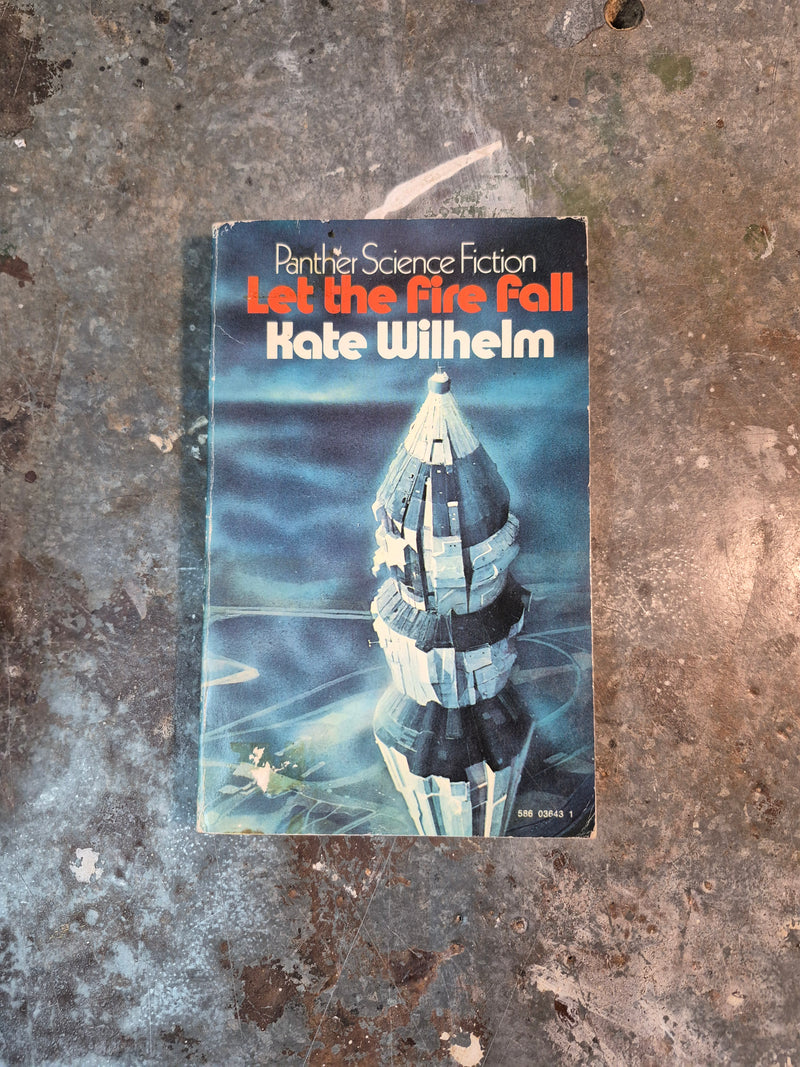 Panther Science Fiction
Let the fire fall
Kate Wilhelm
586 03643 1